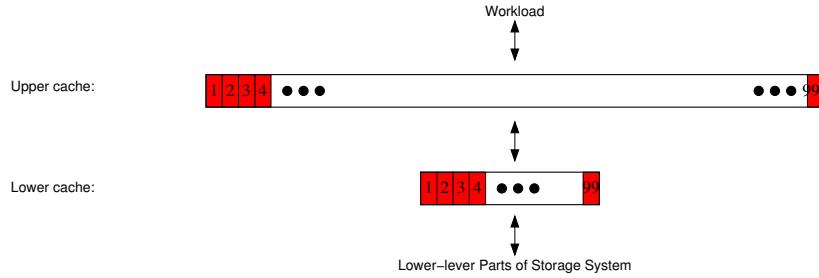 Workload
Upper cache:
1 2 3 4 99
Lower cache:
1 2 3 4 99
Lower-lever Parts of Storage System